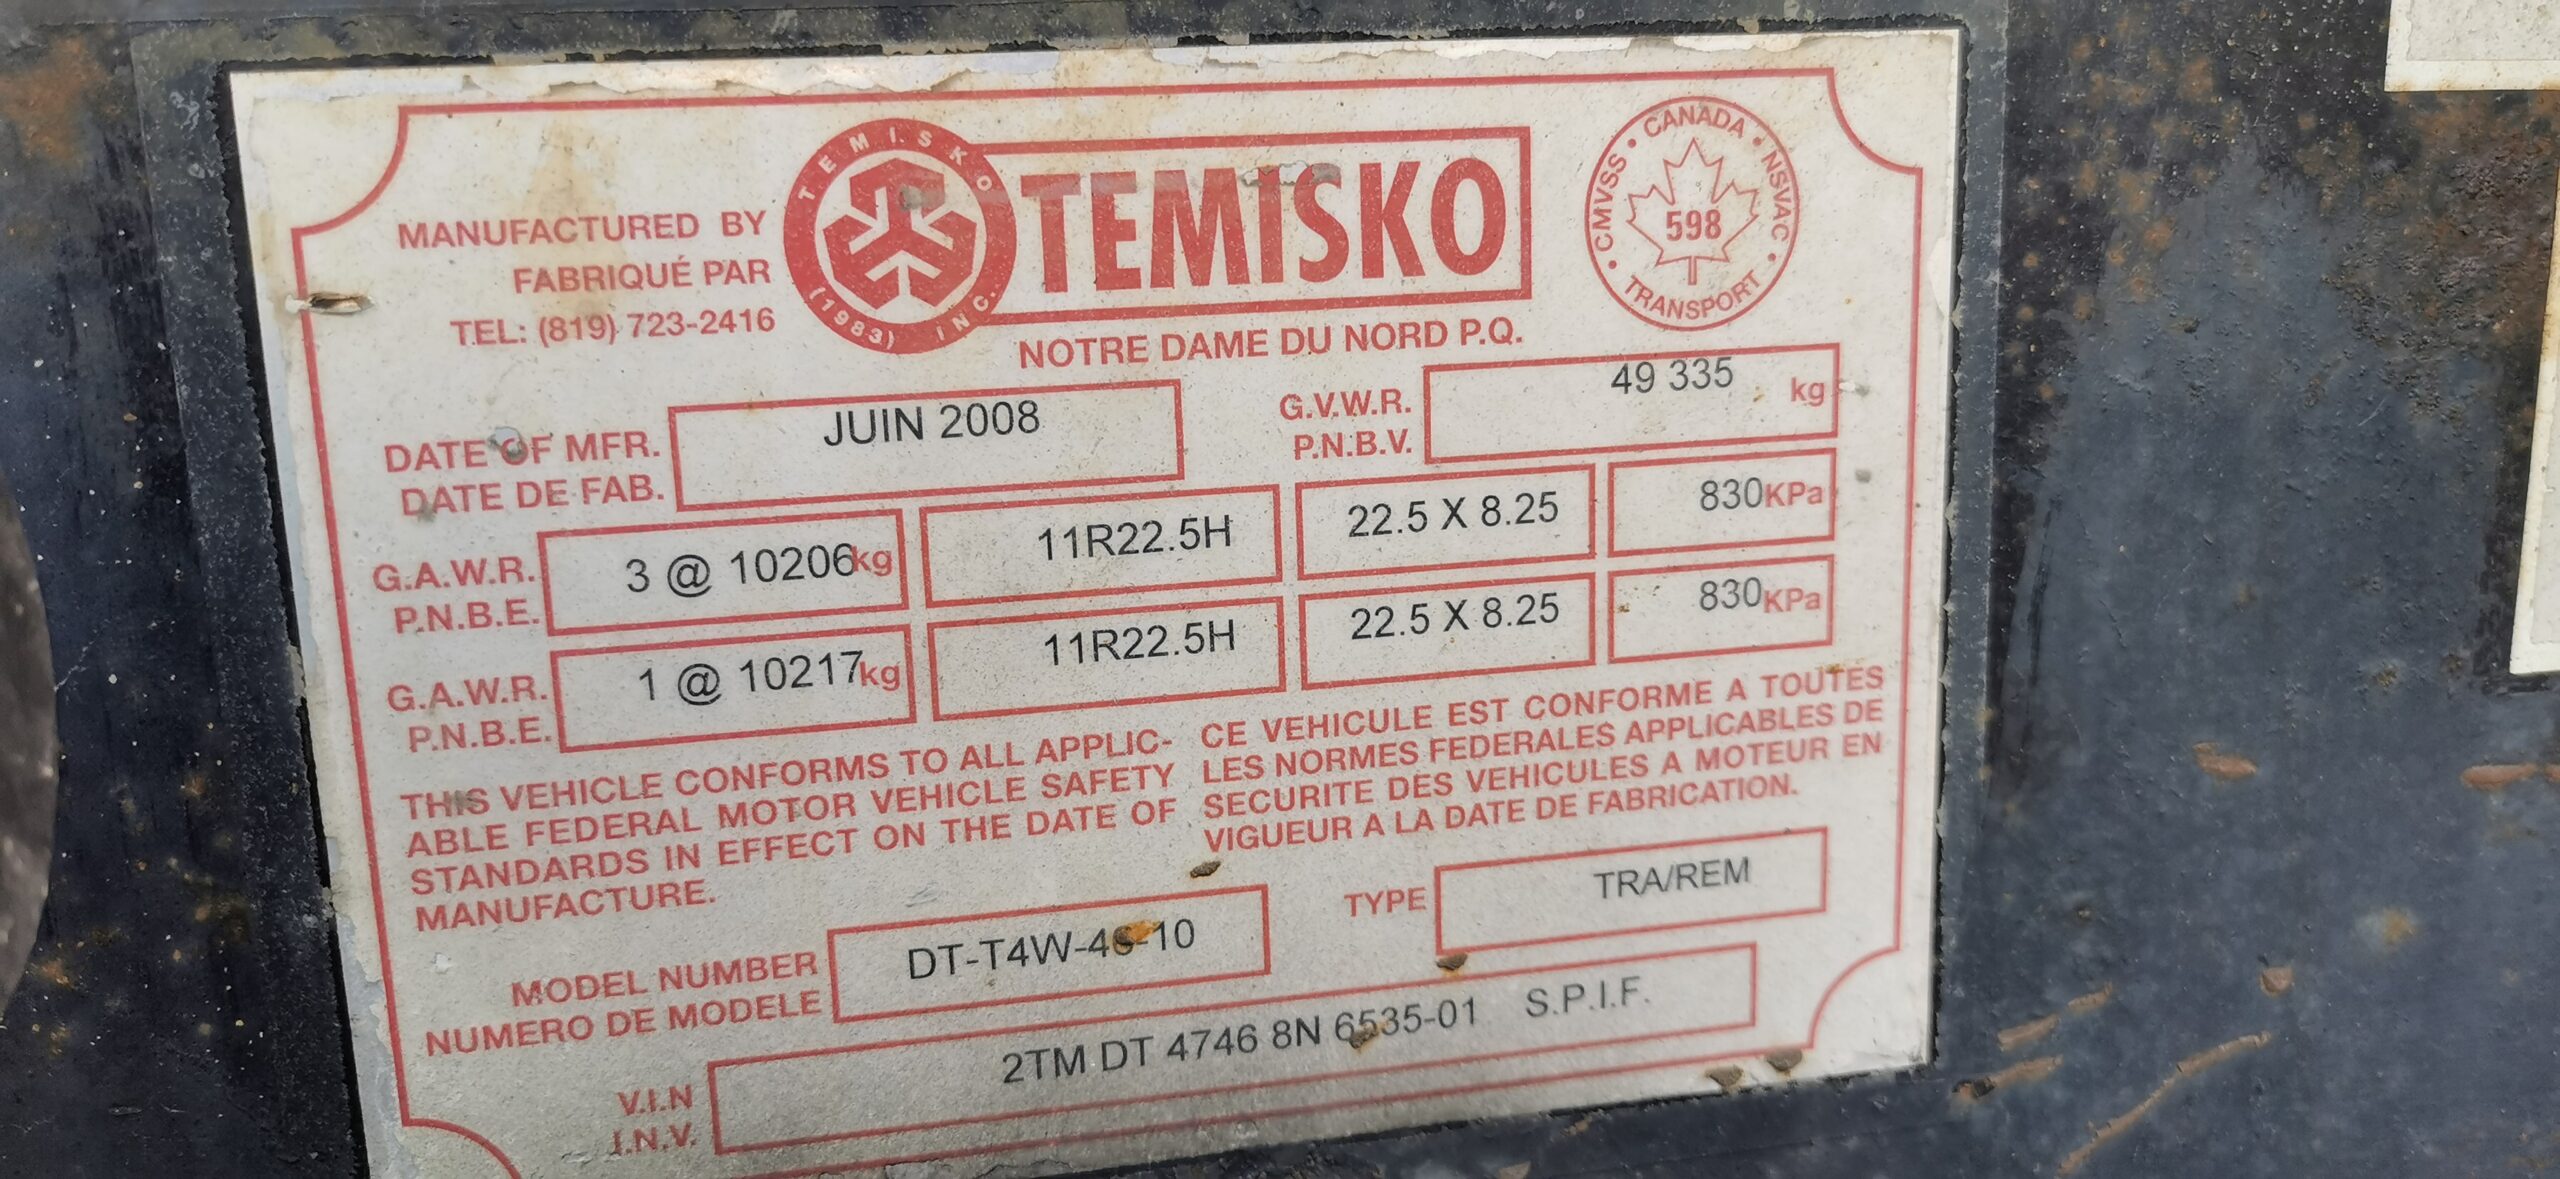 MANUFACTURED BY
FABRIQUÉ PAR
TEL: (819) 723-2416
TEMISKO (1983) INC.
TEMISKO
NOTRE DAME DU NORD P.Q.
CANADA · NSVAC · TRANSPORT · CMVSS ·
598
DATE OF MFR.
DATE DE FAB.
JUIN 2008
G.V.W.R.
P.N.B.V.
49 335 kg
G.A.W.R.
P.N.B.E.
3 @ 10206kg 11R22.5H 22.5 X 8.25 830KPa
G.A.W.R.
P.N.B.E.
1 @ 10217kg 11R22.5H 22.5 X 8.25 830KPa
THIS VEHICLE CONFORMS TO ALL APPLIC-
ABLE FEDERAL MOTOR VEHICLE SAFETY
STANDARDS IN EFFECT ON THE DATE OF
MANUFACTURE.
CE VEHICULE EST CONFORME A TOUTES
LES NORMES FEDERALES APPLICABLES DE
SECURITE DES VEHICULES A MOTEUR EN
VIGUEUR A LA DATE DE FABRICATION.
MODEL NUMBER
NUMERO DE MODELE
DT-T4W-46-10
TYPE TRA/REM
V.I.N
I.N.V.
2TM DT 4746 8N 6535-01 S.P.I.F.